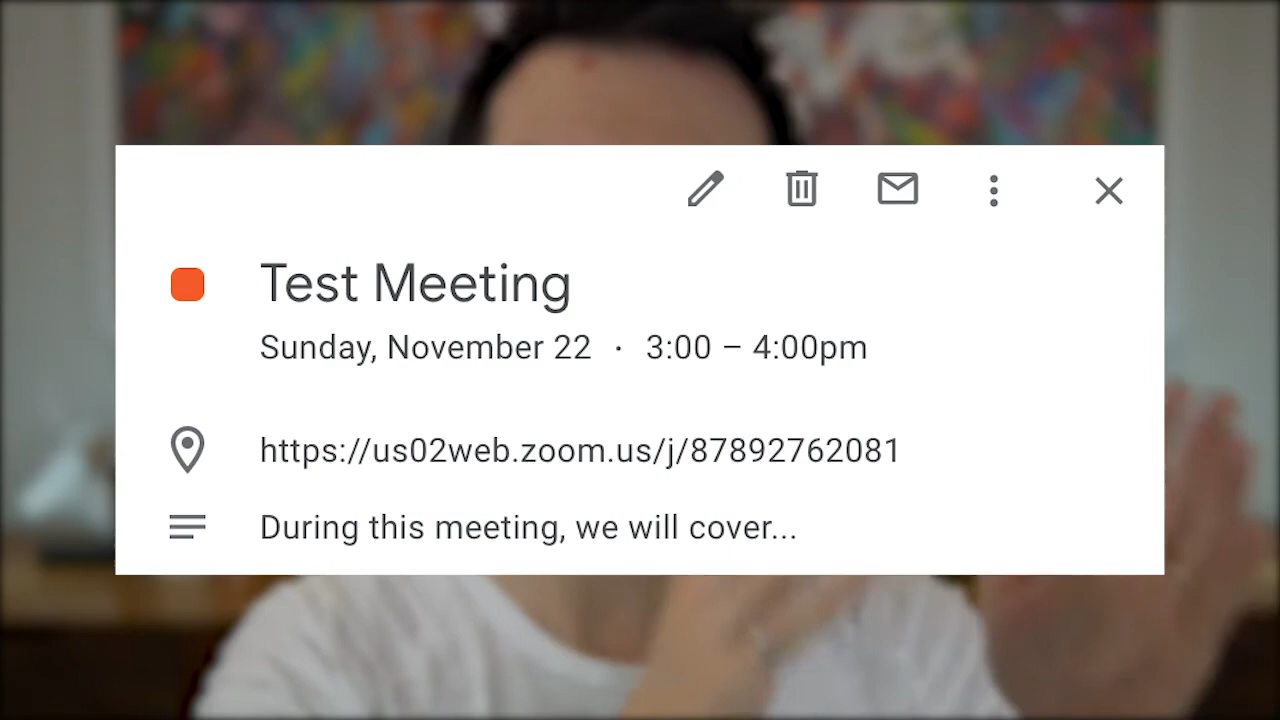 Test Meeting
Sunday, November 22 · 3:00 – 4:00pm
https://us02web.zoom.us/j/87892762081
During this meeting, we will cover...